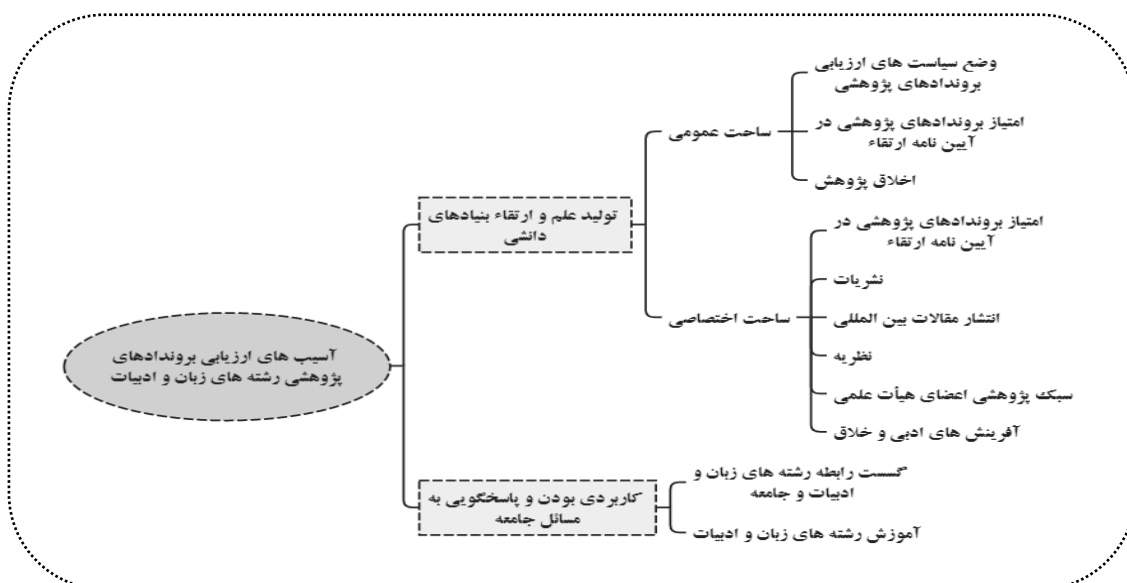 آسیب های ارزیابی بروندادهای
پژوهشی رشته های زبان و ادبیات
تولید علم و ارتقاء بنیادهای
دانشی
ساحت عمومی
وضع سیاست های ارزیابی
بروندادهای پژوهشی
امتیاز بروندادهای پژوهشی در
آیین نامه ارتقاء
اخلاق پژوهش
ساحت اختصاصی
امتیاز بروندادهای پژوهشی در
آیین نامه ارتقاء
نشریات
انتشار مقالات بین المللی
نظریه
سبک پژوهشی اعضای هیأت علمی
آفرینش های ادبی و خلاق
کاربردی بودن و پاسخگویی به
مسائل جامعه
گسست رابطه رشته های زبان و
ادبیات و جامعه
آموزش رشته های زبان و ادبیات